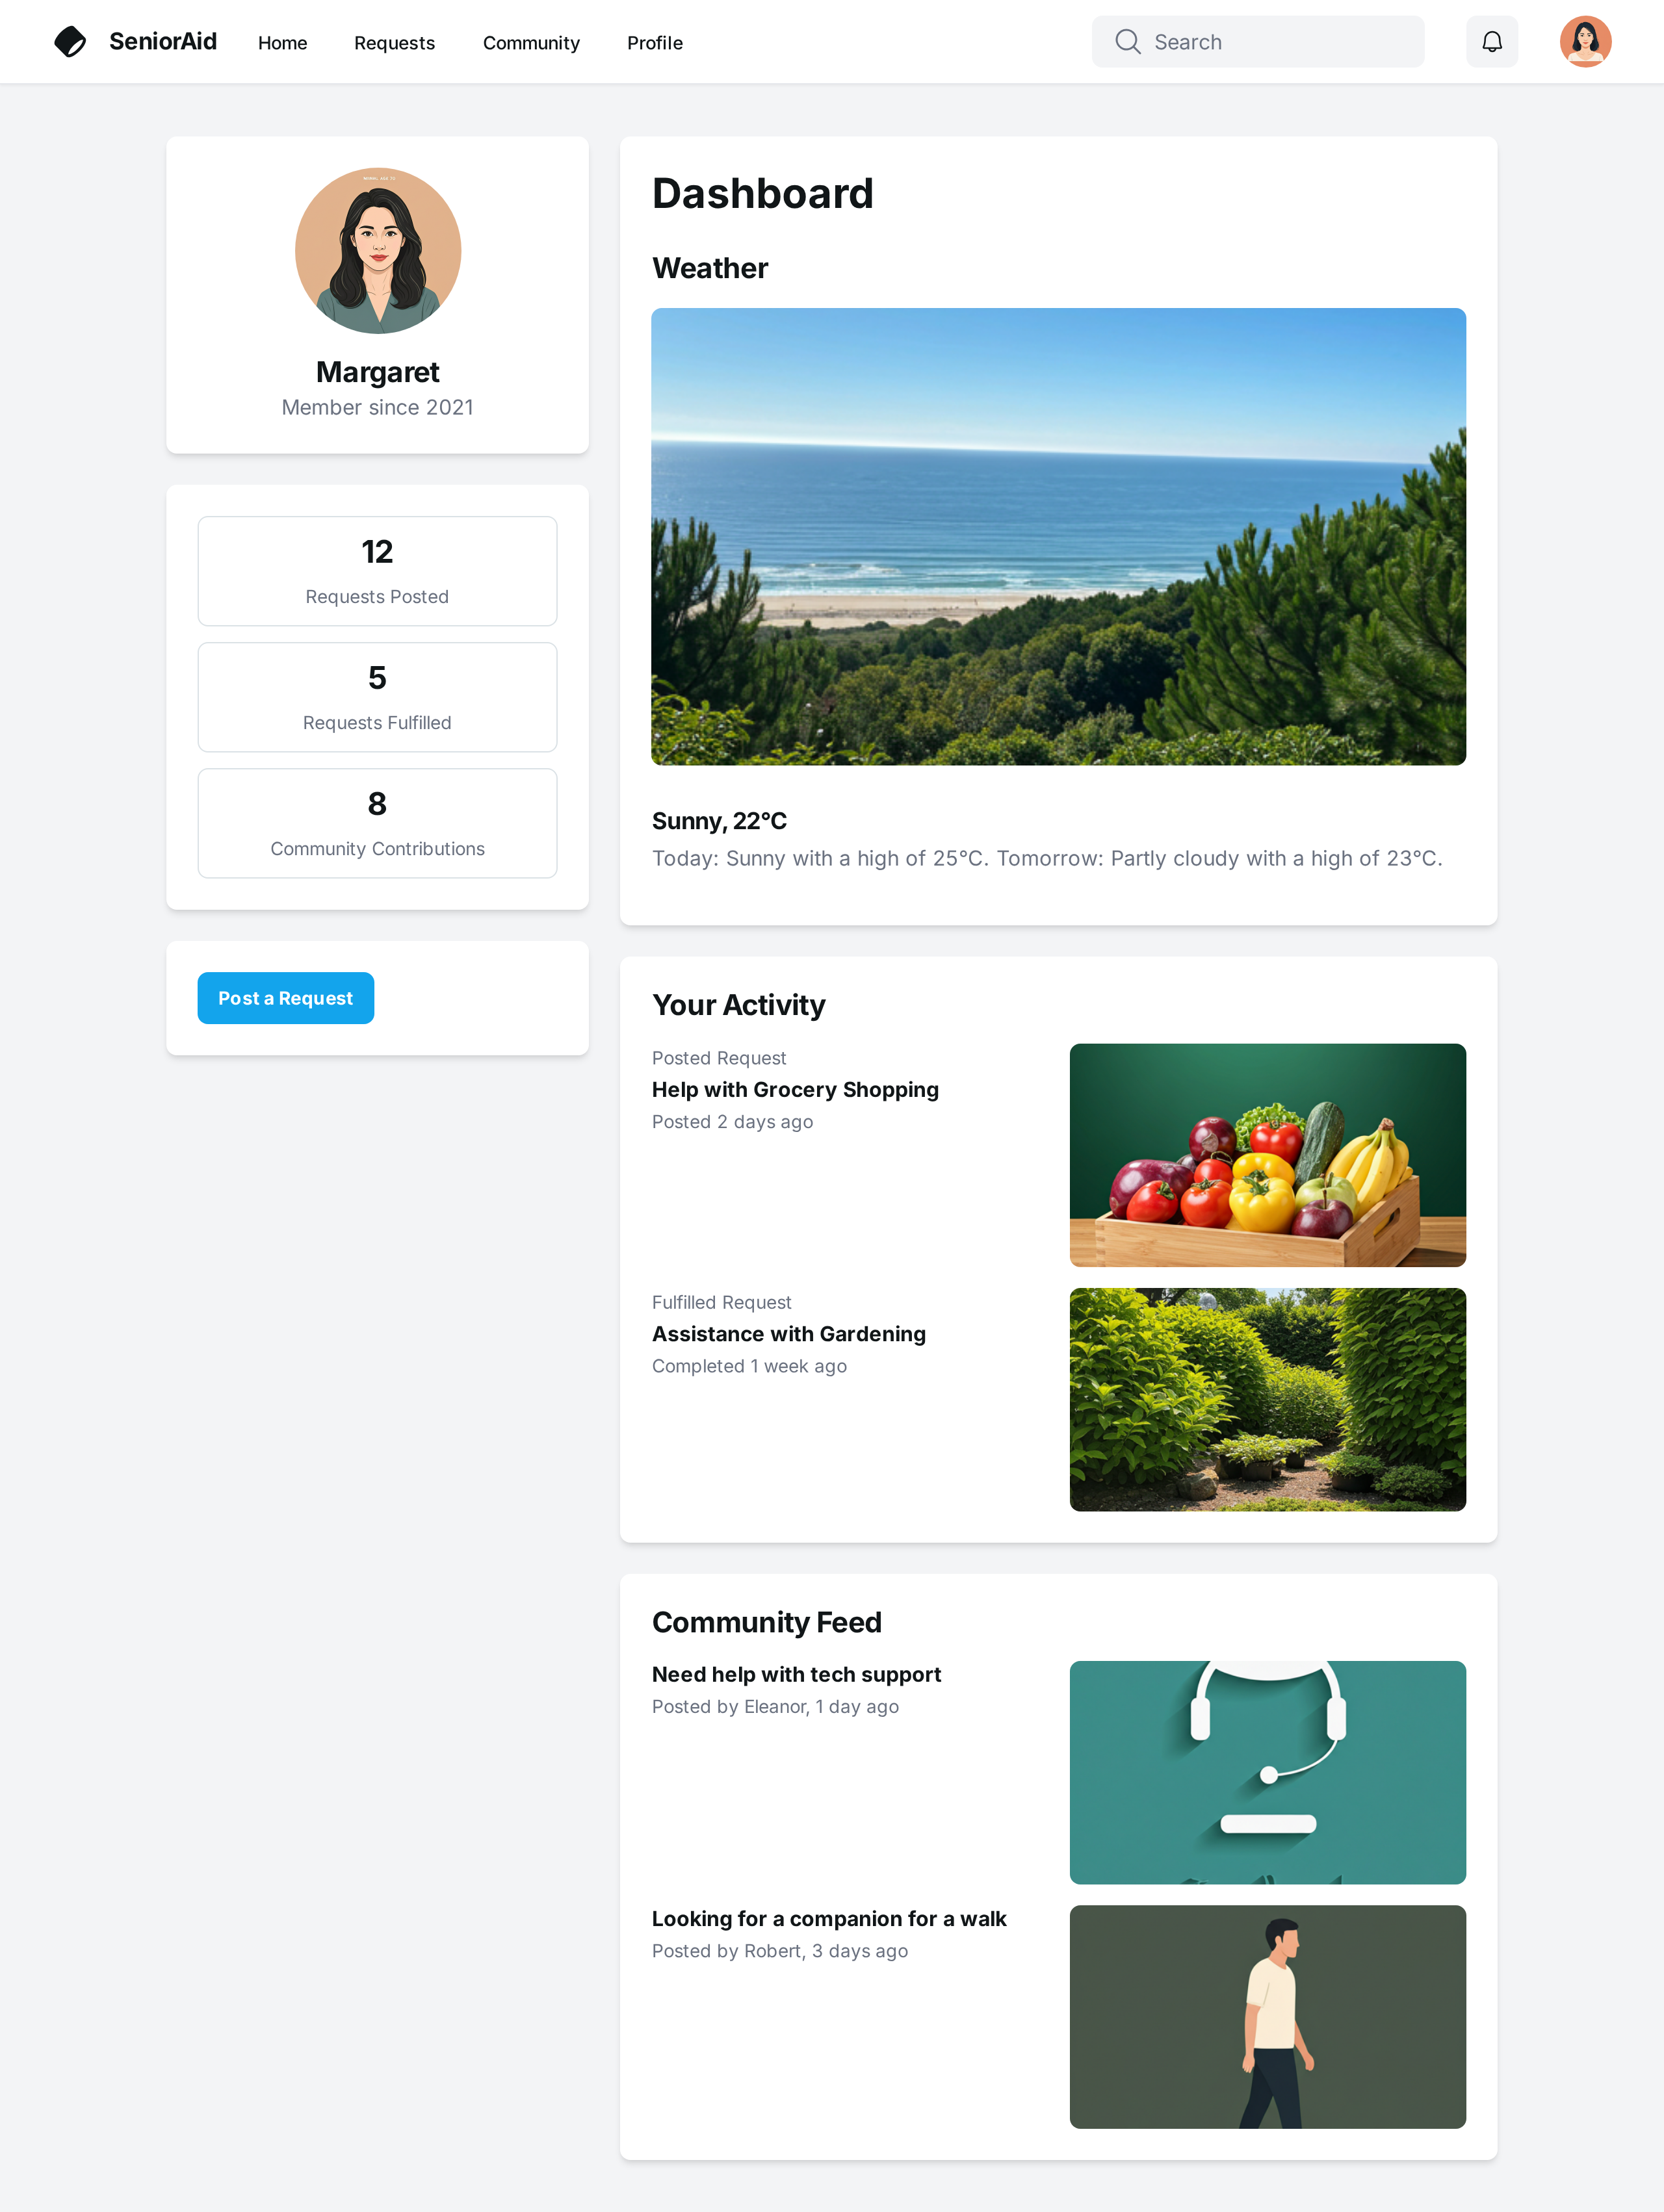 SeniorAid
Home
Requests
Community
Profile
Search
Margaret
Member since 2021
12
Requests Posted
5
Requests Fulfilled
8
Community Contributions
Post a Request
Dashboard
Weather
Sunny, 22°C
Today: Sunny with a high of 25°C. Tomorrow: Partly cloudy with a high of 23°C.
Your Activity
Posted Request
Help with Grocery Shopping
Posted 2 days ago
Fulfilled Request
Assistance with Gardening
Completed 1 week ago
Community Feed
Need help with tech support
Posted by Eleanor, 1 day ago
Looking for a companion for a walk
Posted by Robert, 3 days ago